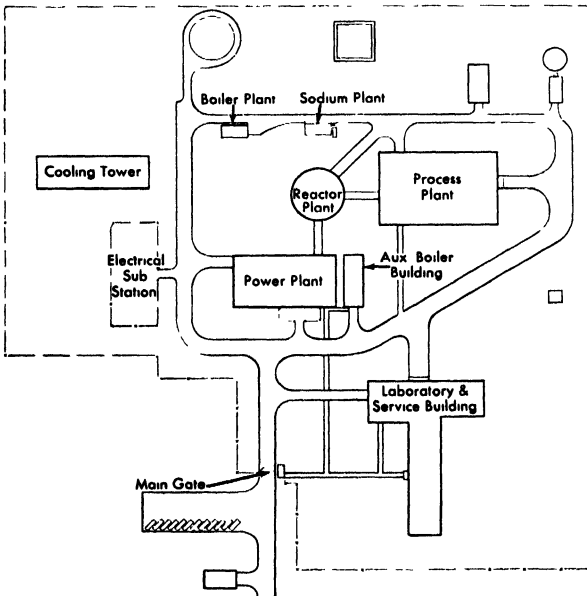 Boiler Plant
Sodium Plant
Cooling Tower
Reactor
Plant
Process
Plant
Electrical
Sub
Station
Power Plant
Aux Boiler
Building
Laboratory &
Service Building
Main Gate